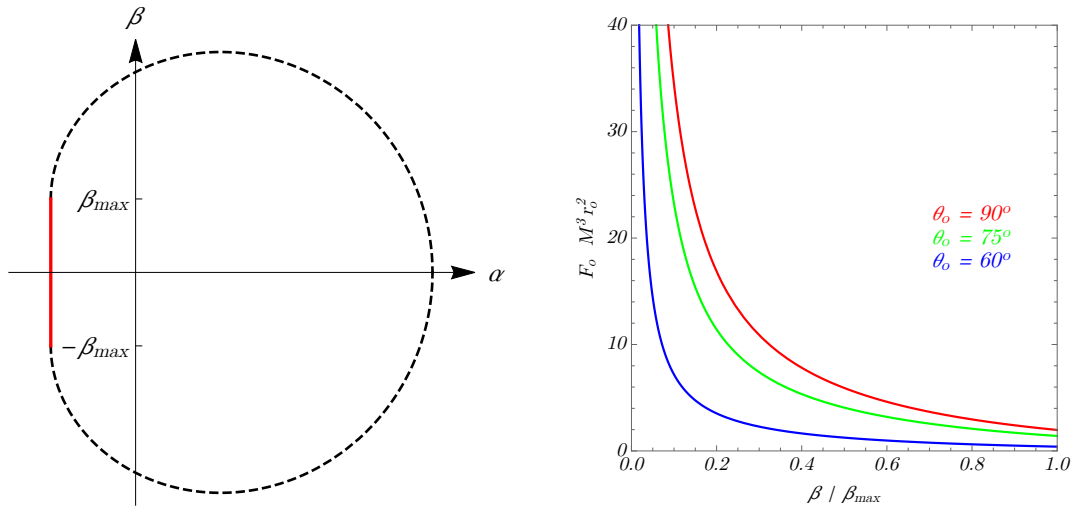 β
β_max
α
-β_max
F_o M^3 r_o^2
40
30
20
10
0
θ_o = 90^o
θ_o = 75^o
θ_o = 60^o
0.0 0.2 0.4 0.6 0.8 1.0
β / β_max